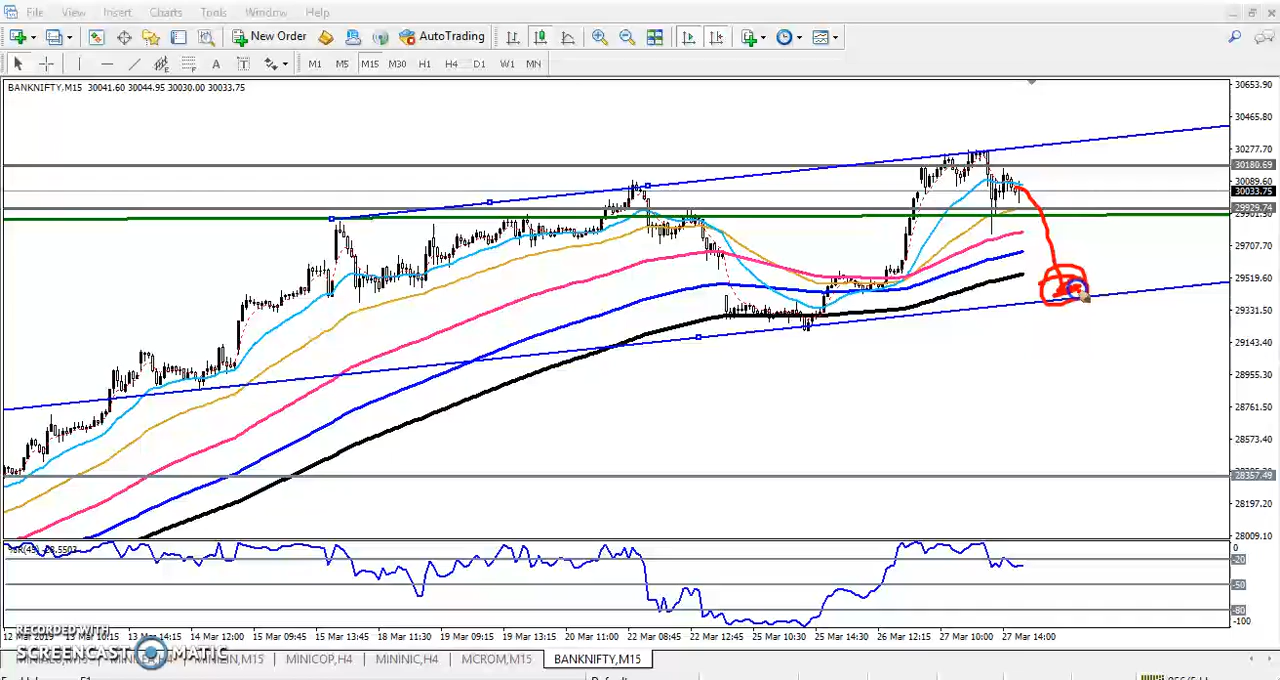 File View Insert Charts Tools Window Help
New Order AutoTrading
A T M1 M5 M15 M30 H1 H4 D1 W1 MN
BANKNIFTY,M15 30041.60 30044.95 30030.00 30033.75
30653.90
30465.80
30277.70
30180.69
30089.60
30033.75
29929.74
29707.70
29519.60
29331.50
29143.40
28955.30
28761.50
28573.40
28357.49
28197.20
28009.10
0
-20
-50
-80
-100
12 Mar 2019 13 Mar 14:15 14 Mar 12:00 15 Mar 09:45 15 Mar 13:45 18 Mar 11:30 19 Mar 09:30 19 Mar 13:15 20 Mar 11:00 22 Mar 08:45 22 Mar 12:45 25 Mar 10:30 25 Mar 14:30 26 Mar 12:30 27 Mar 10:00 27 Mar 14:00
RECORDED WITH
SCREENCAST MATIC
MINICOP,H4 MININIC,H4 MCROM,M15 BANKNIFTY,M15